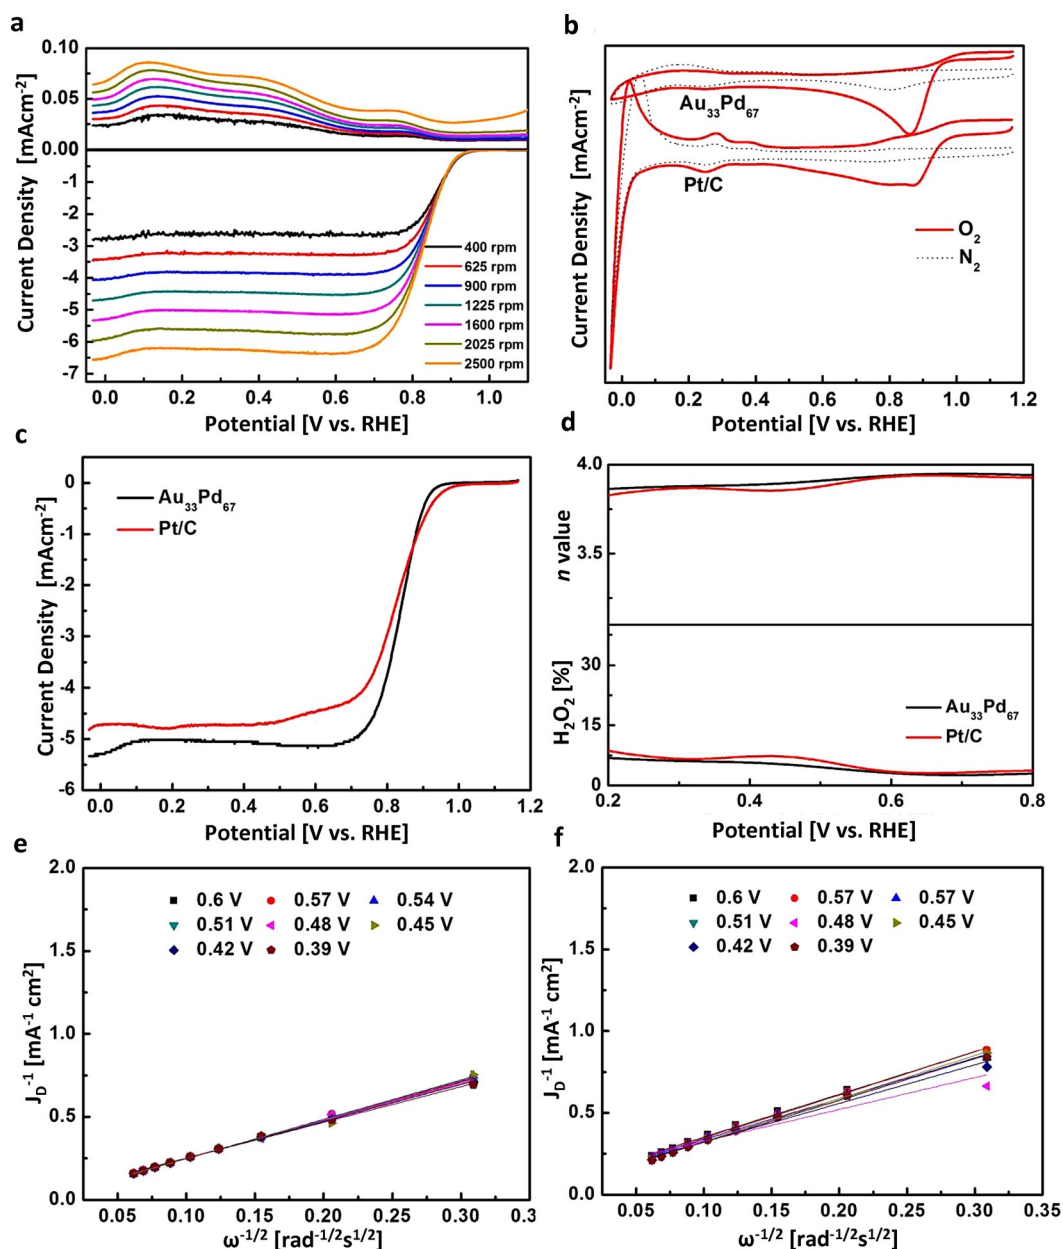 a
0.10
0.05
0.00
-1
-2
-3
-4
-5
-6
-7
Current Density [mAcm-2]
Current Density [mAcm-2]
400 rpm
625 rpm
900 rpm
1225 rpm
1600 rpm
2025 rpm
2500 rpm
0.0 0.2 0.4 0.6 0.8 1.0
Potential [V vs. RHE]
b
Current Density [mAcm-2]
Au33Pd67
Pt/C
O2
N2
0.0 0.2 0.4 0.6 0.8 1.0 1.2
Potential [V vs. RHE]
c
0
-1
-2
-3
-4
-5
-6
Current Density [mAcm-2]
Au33Pd67
Pt/C
0.0 0.2 0.4 0.6 0.8 1.0 1.2
Potential [V vs. RHE]
d
4.0
3.5
n value
30
15
0
H2O2 [%]
Au33Pd67
Pt/C
0.2 0.4 0.6 0.8
Potential [V vs. RHE]
e
2.0
1.5
1.0
0.5
0.0
JD-1 [mA-1 cm2]
0.6 V 0.57 V 0.54 V
0.51 V 0.48 V 0.45 V
0.42 V 0.39 V
0.05 0.10 0.15 0.20 0.25 0.30 0.3
ω-1/2 [rad-1/2s1/2]
f
2.0
1.5
1.0
0.5
0.0
JD-1 [mA-1 cm2]
0.6 V 0.57 V 0.57 V
0.51 V 0.48 V 0.45 V
0.42 V 0.39 V
0.05 0.10 0.15 0.20 0.25 0.30 0.35
ω-1/2 [rad-1/2s1/2]